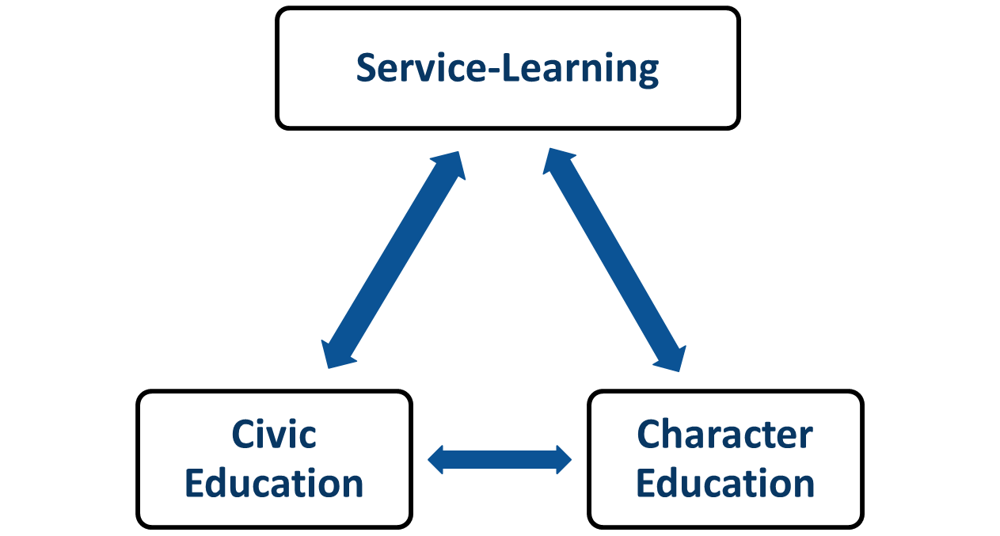 Service-Learning
Civic
Education
Character
Education